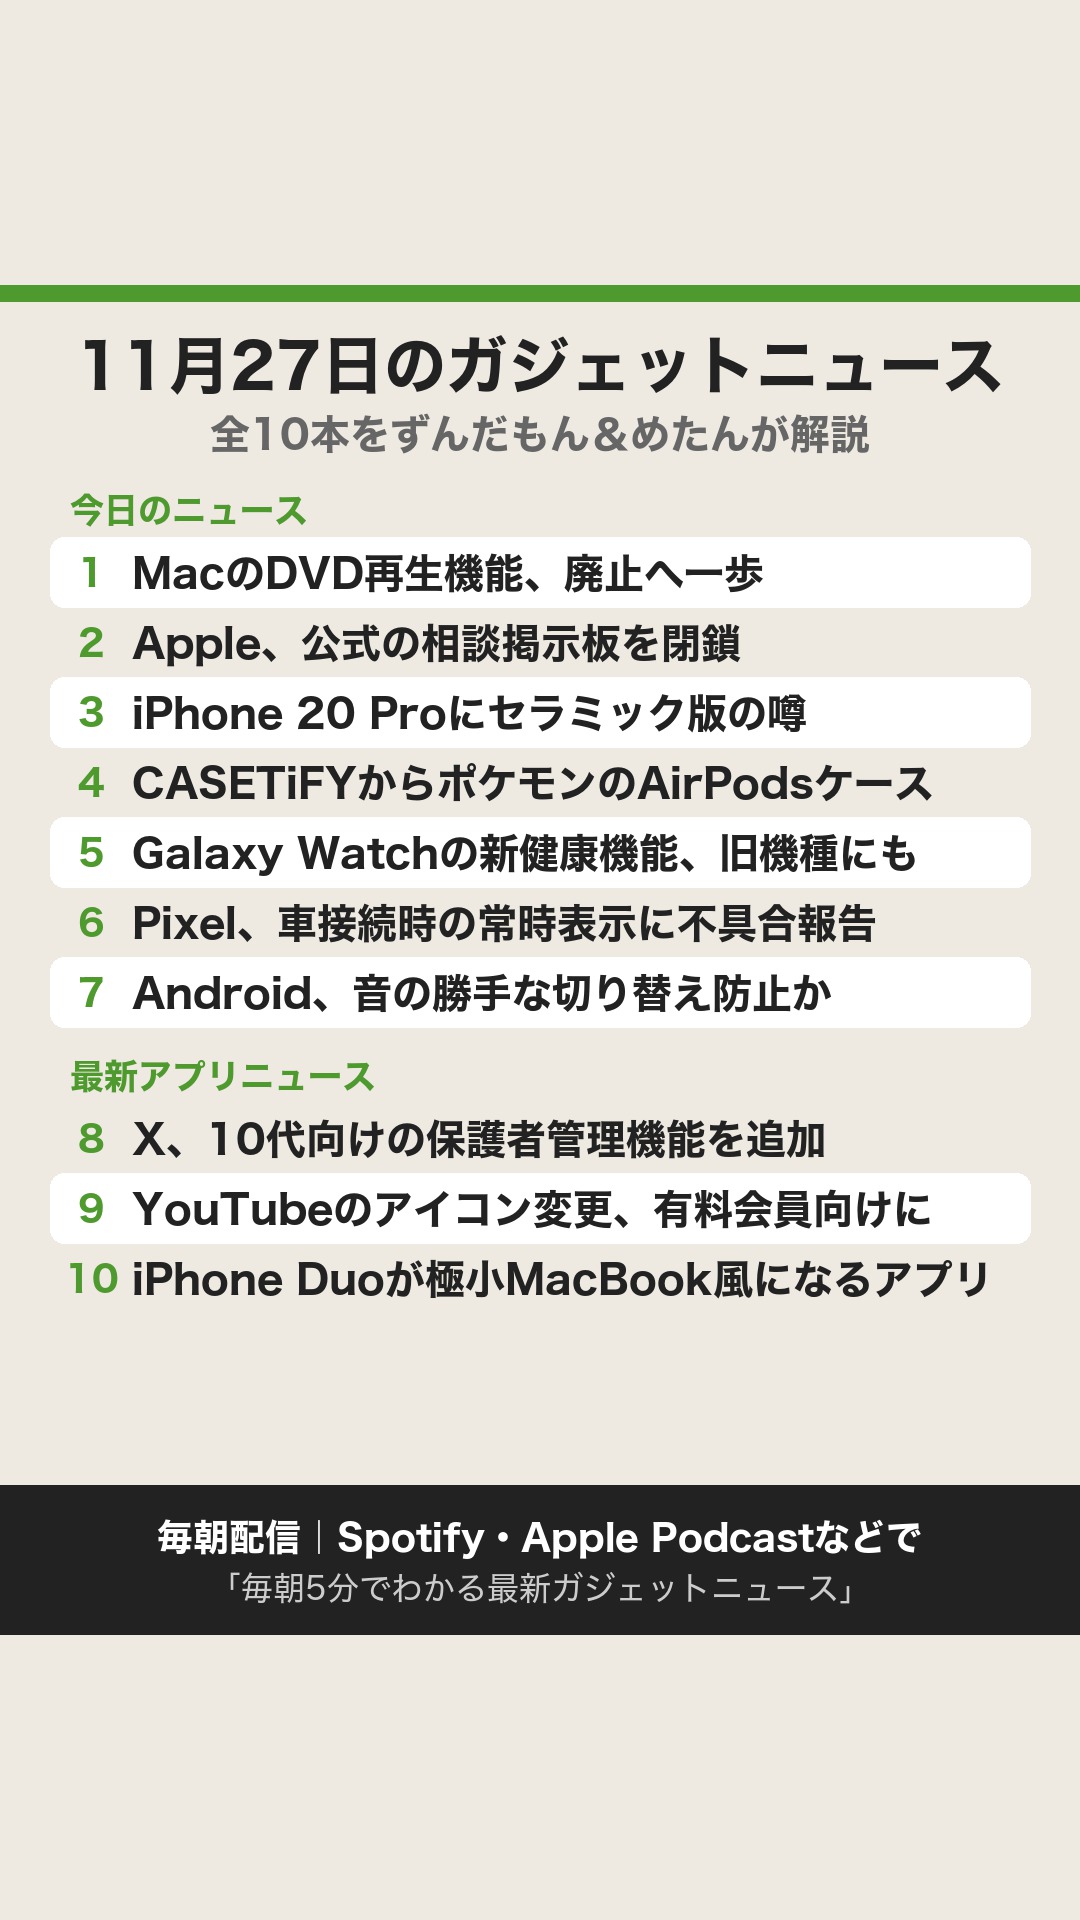 11月27日のガジェットニュース
全10本をずんだもん&めたんが解説
今日のニュース
1 MacのDVD再生機能、廃止へ一歩
2 Apple、公式の相談掲示板を閉鎖
3 iPhone 20 Proにセラミック版の噂
4 CASETiFYからポケモンのAirPodsケース
5 Galaxy Watchの新健康機能、旧機種にも
6 Pixel、車接続時の常時表示に不具合報告
7 Android、音の勝手な切り替え防止か
最新アプリニュース
8 X、10代向けの保護者管理機能を追加
9 YouTubeのアイコン変更、有料会員向けに
10 iPhone Duoが極小MacBook風になるアプリ
毎朝配信｜Spotify・Apple Podcastなどで
「毎朝5分でわかる最新ガジェットニュース」